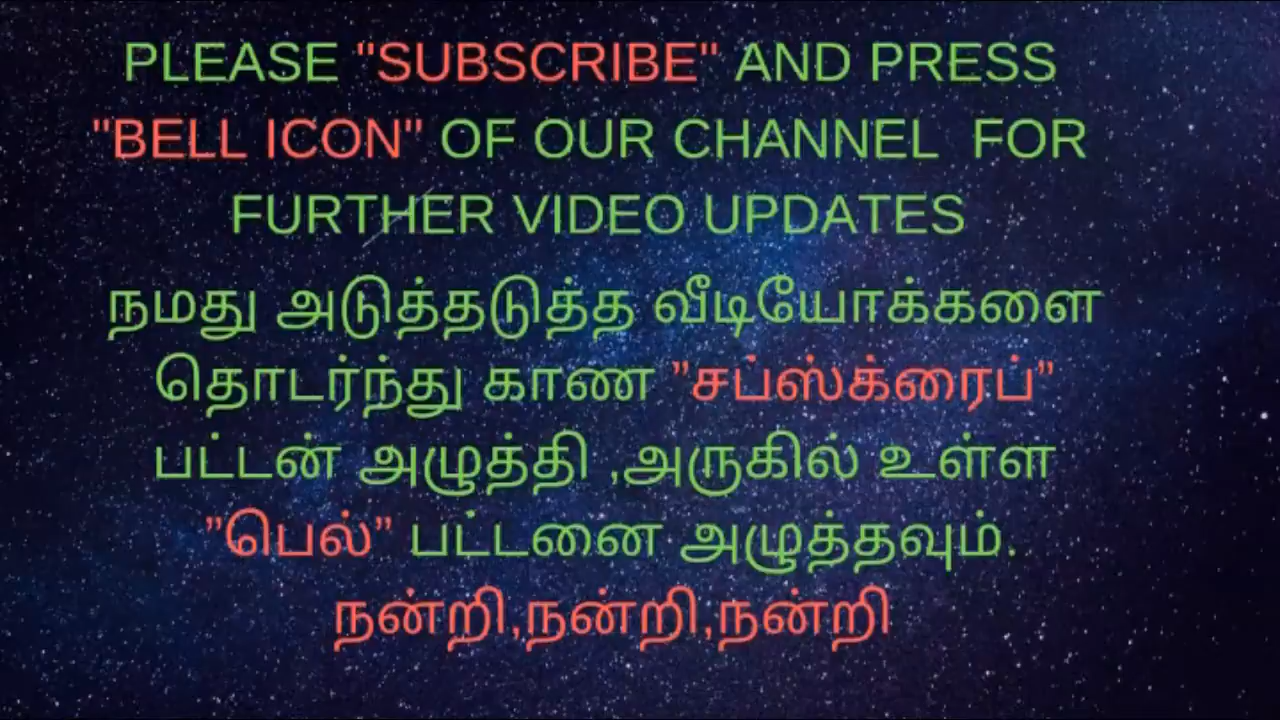 PLEASE "SUBSCRIBE" AND PRESS
"BELL ICON" OF OUR CHANNEL FOR
FURTHER VIDEO UPDATES
நமது அடுத்தடுத்த வீடியோக்களை
தொடர்ந்து காண ”சப்ஸ்க்ரைப்”
பட்டன் அழுத்தி ,அருகில் உள்ள
”பெல்” பட்டனை அழுத்தவும்.
நன்றி,நன்றி,நன்றி